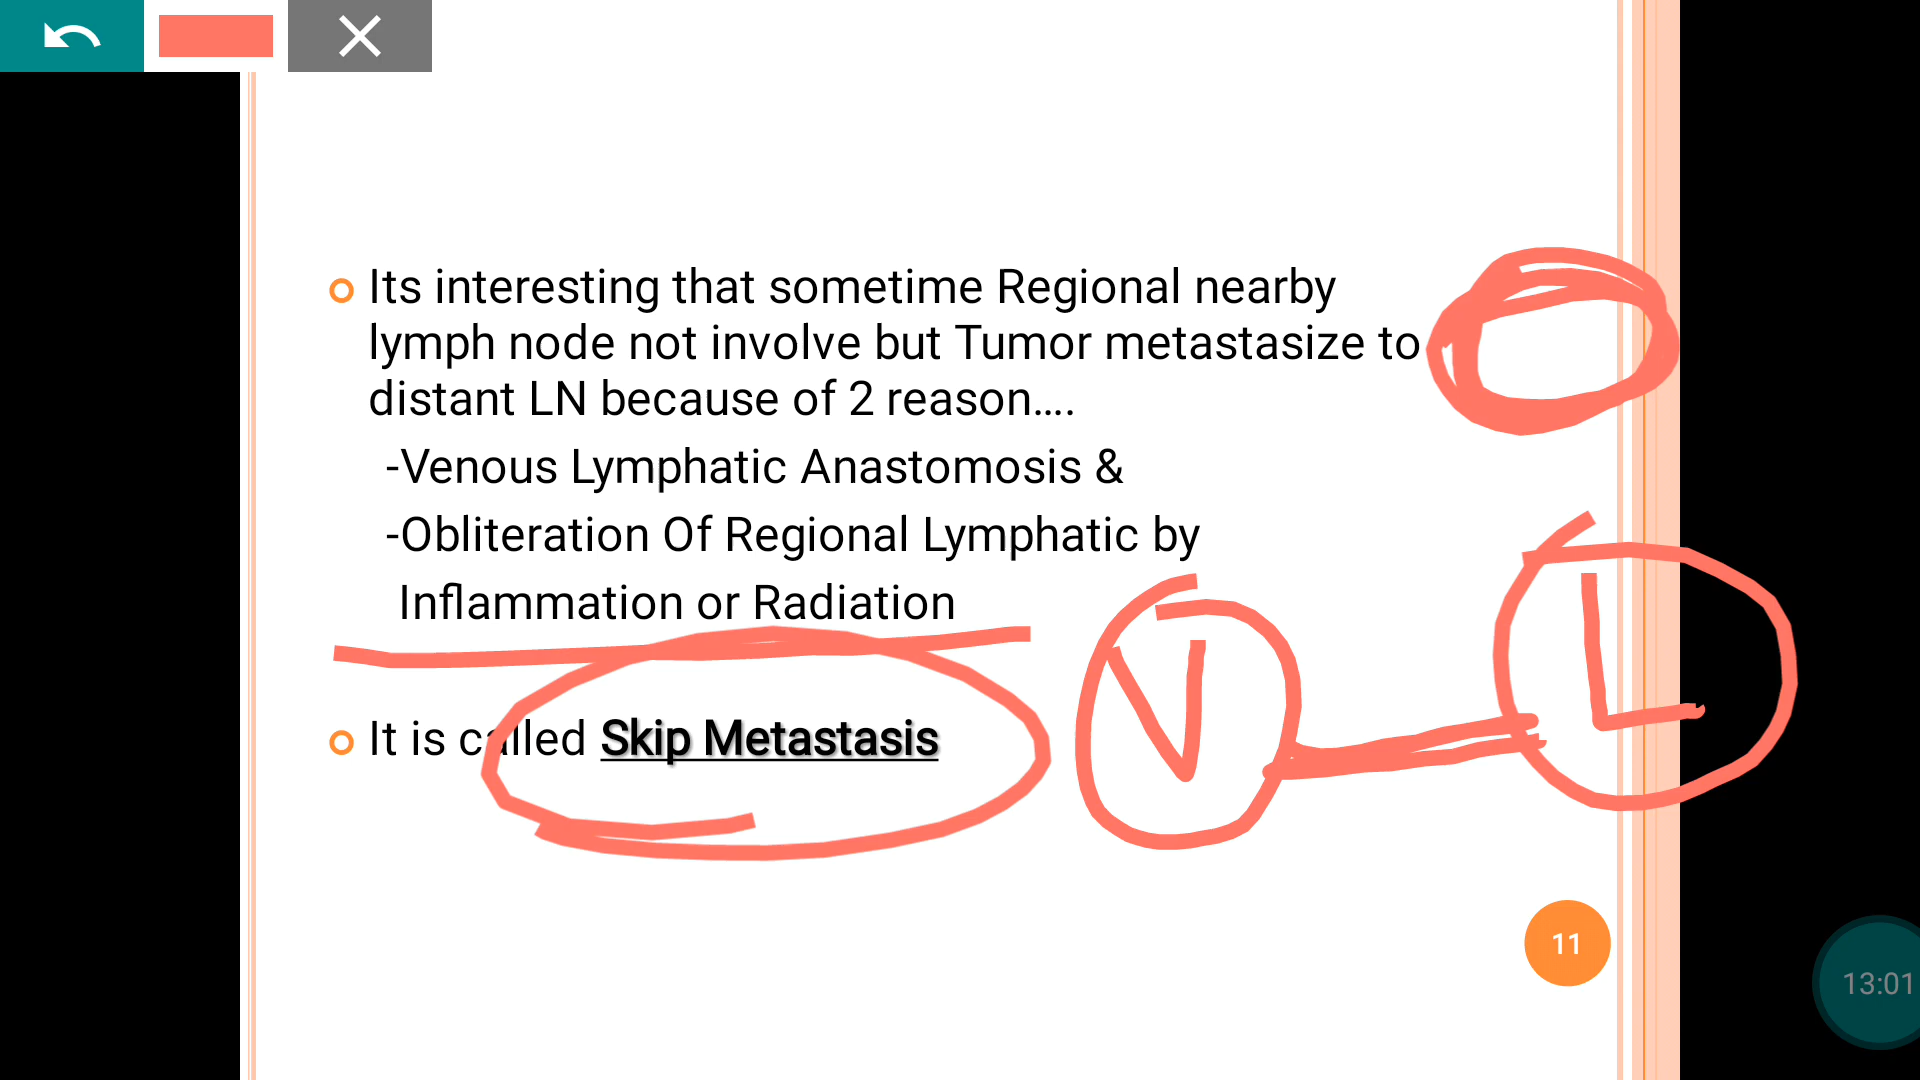 Its interesting that sometime Regional nearby
lymph node not involve but Tumor metastasize to
distant LN because of 2 reason....
-Venous Lymphatic Anastomosis &
-Obliteration Of Regional Lymphatic by
Inflammation or Radiation
It is called Skip Metastasis
V
L
11
13:01